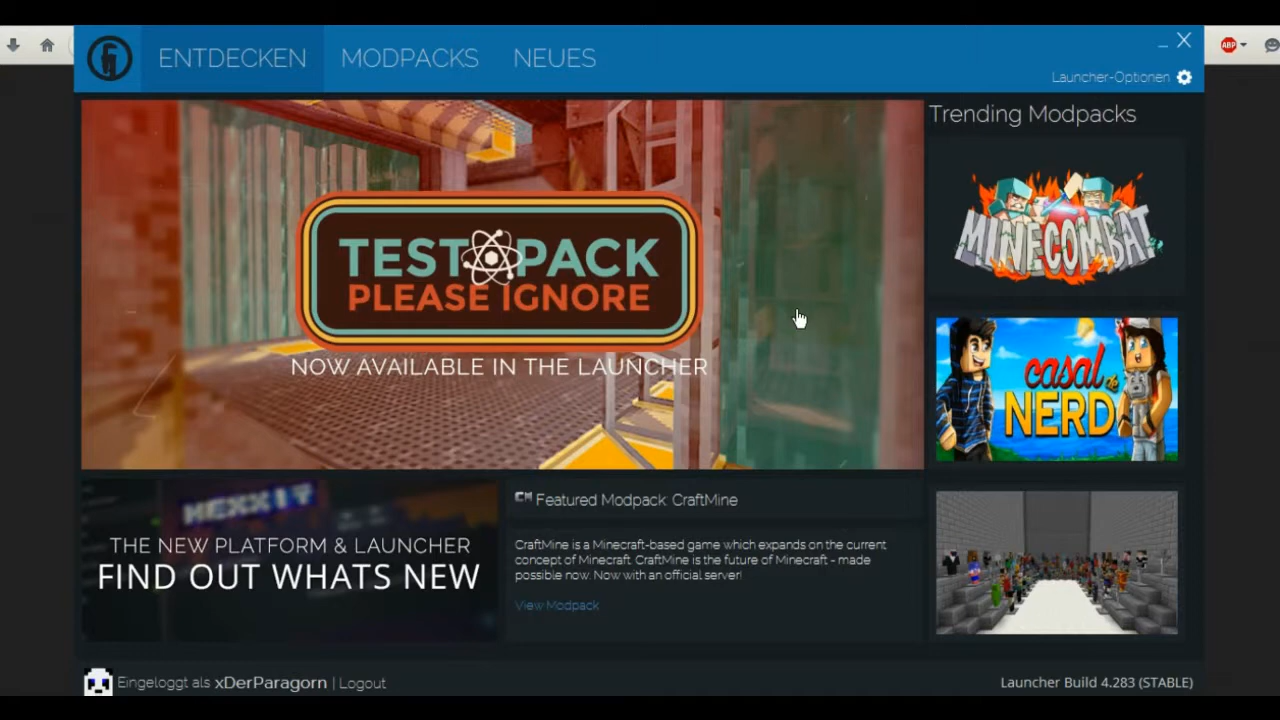 ENTDECKEN MODPACKS NEUES
Launcher-Optionen
ABP
TEST PACK
PLEASE IGNORE
NOW AVAILABLE IN THE LAUNCHER
Trending Modpacks
MINECOMBAT
casal de
NERD
HEXXIT
THE NEW PLATFORM & LAUNCHER
FIND OUT WHATS NEW
CM Featured Modpack: CraftMine
CraftMine is a Minecraft-based game which expands on the current
concept of Minecraft. CraftMine is the future of Minecraft - made
possible now. Now with an official server!
View Modpack
Eingeloggt als xDerParagorn | Logout
Launcher Build 4.283 (STABLE)